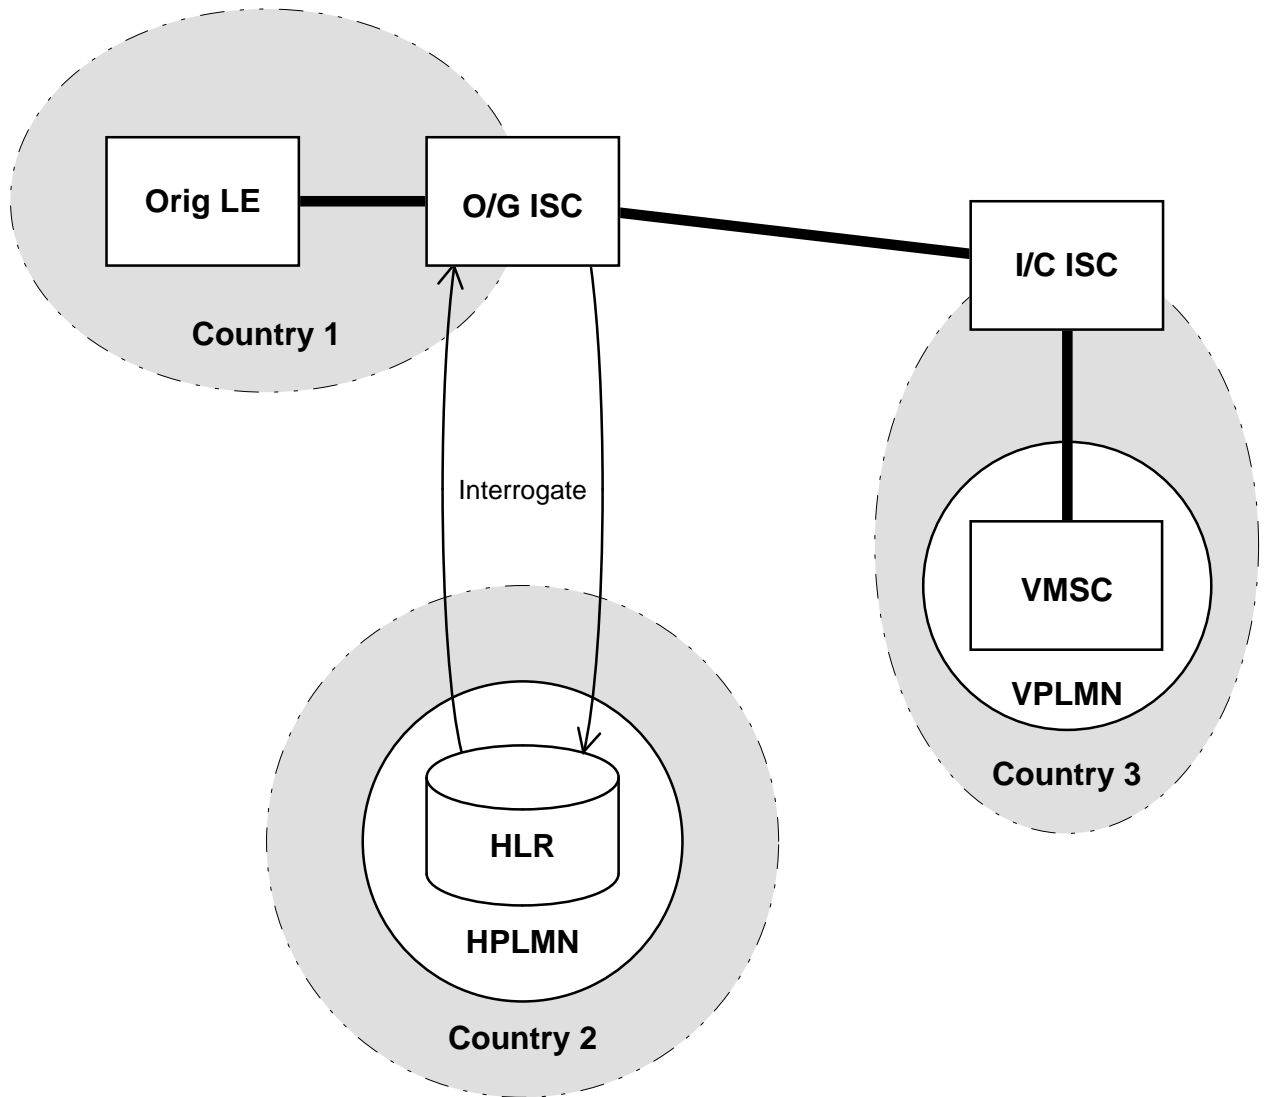 Orig LE
O/G ISC
I/C ISC
Country 1
Interrogate
VMSC
VPLMN
Country 3
HLR
HPLMN
Country 2